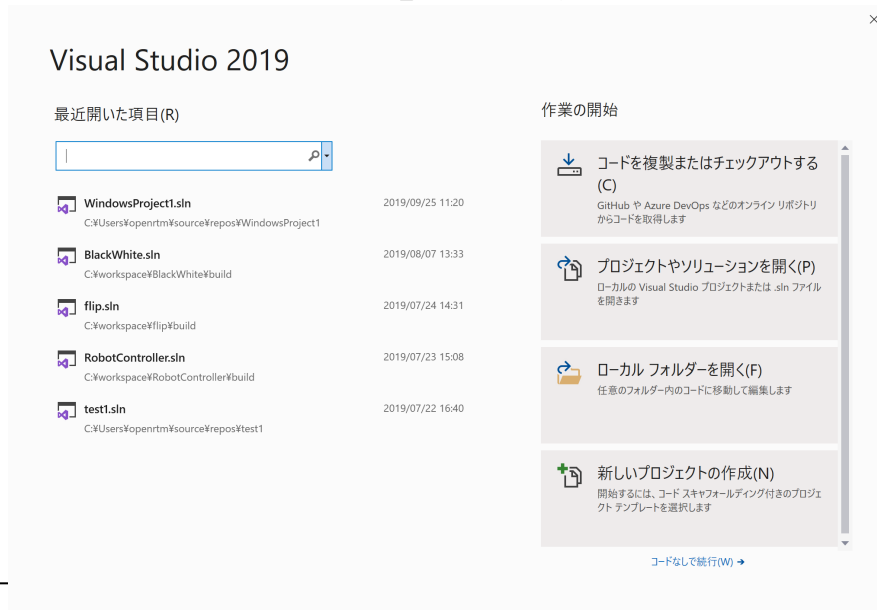 Visual Studio 2019
最近開いた項目(R)
WindowsProject1.sln
2019/09/25 11:20
C:¥Users¥openrtm¥source¥repos¥WindowsProject1
BlackWhite.sln
2019/08/07 13:33
C:¥workspace¥BlackWhite¥build
flip.sln
2019/07/24 14:31
C:¥workspace¥flip¥build
RobotController.sln
2019/07/23 15:08
C:¥workspace¥RobotController¥build
test1.sln
2019/07/22 16:40
C:¥Users¥openrtm¥source¥repos¥test1
作業の開始
コードを複製またはチェックアウトする
(C)
GitHub や Azure DevOps などのオンライン リポジトリ
からコードを取得します
プロジェクトやソリューションを開く(P)
ローカルの Visual Studio プロジェクトまたは .sln ファイル
を開きます
ローカル フォルダーを開く(F)
任意のフォルダー内のコードに移動して編集します
新しいプロジェクトの作成(N)
開始するには、コード スキャフォールディング付きのプロジェ
クト テンプレートを選択します
コードなしで続行(W) →